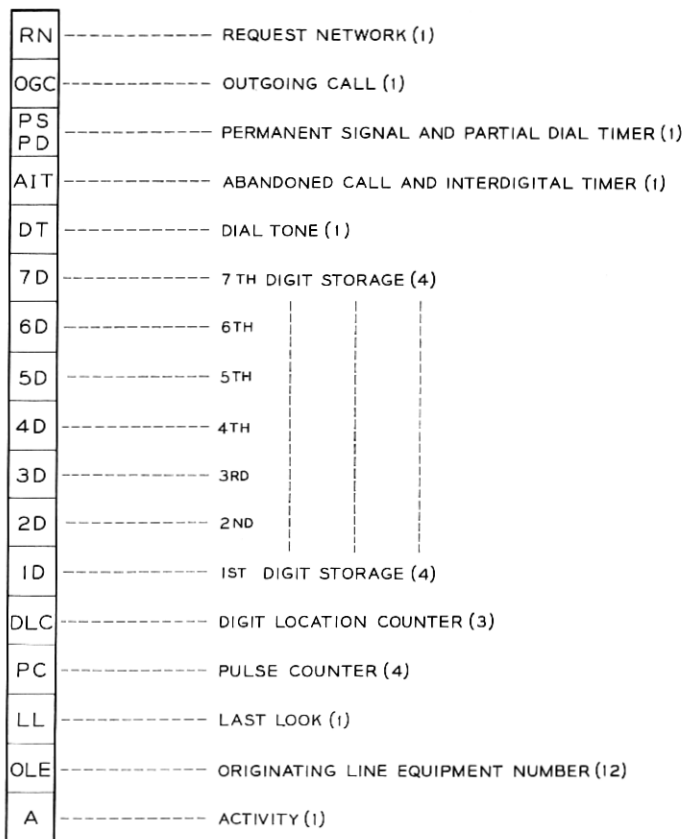 RN REQUEST NETWORK (1)
OGC OUTGOING CALL (1)
PS
PD PERMANENT SIGNAL AND PARTIAL DIAL TIMER (1)
AIT ABANDONED CALL AND INTERDIGITAL TIMER (1)
DT DIAL TONE (1)
7D 7TH DIGIT STORAGE (4)
6D 6TH
5D 5TH
4D 4TH
3D 3RD
2D 2ND
1D 1ST DIGIT STORAGE (4)
DLC DIGIT LOCATION COUNTER (3)
PC PULSE COUNTER (4)
LL LAST LOOK (1)
OLE ORIGINATING LINE EQUIPMENT NUMBER (12)
A ACTIVITY (1)